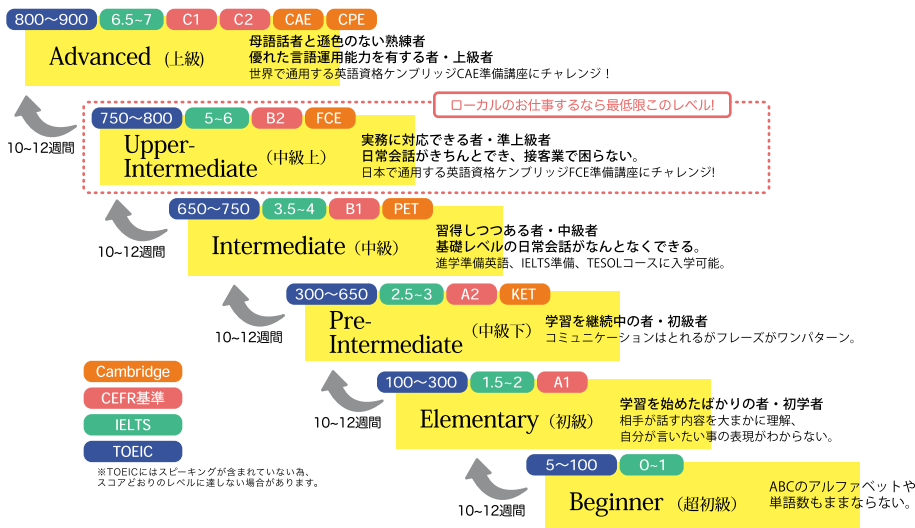 800〜900 6.5~7 C1 C2 CAE CPE
Advanced (上級)
母語話者と遜色のない熟練者
優れた言語運用能力を有する者・上級者
世界で通用する英語資格ケンブリッジCAE準備講座にチャレンジ！
10~12週間
ローカルのお仕事するなら最低限このレベル!
750〜800 5~6 B2 FCE
Upper-
Intermediate (中級上)
実務に対応できる者・準上級者
日常会話がきちんとでき、接客業で困らない。
日本で通用する英語資格ケンブリッジFCE準備講座にチャレンジ!
10~12週間
650〜750 3.5~4 B1 PET
Intermediate (中級)
習得しつつある者・中級者
基礎レベルの日常会話がなんとなくできる。
進学準備英語、IELTS準備、TESOLコースに入学可能。
10~12週間
300〜650 2.5~3 A2 KET
Pre-
Intermediate (中級下)
学習を継続中の者・初級者
コミュニケーションはとれるがフレーズがワンパターン。
10~12週間
100〜300 1.5~2 A1
Elementary (初級)
学習を始めたばかりの者・初学者
相手が話す内容を大まかに理解、
自分が言いたい事の表現がわからない。
10~12週間
5〜100 0~1
Beginner (超初級)
ABCのアルファベットや
単語数もままならない。
Cambridge
CEFR基準
IELTS
TOEIC
※TOEICにはスピーキングが含まれていない為、
スコアどおりのレベルに達しない場合があります。